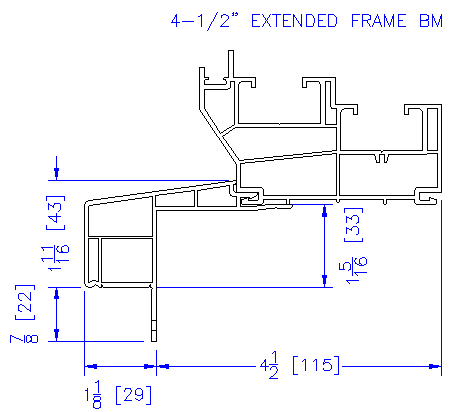 4-1/2" EXTENDED FRAME BM
1 11/16 [43]
1 5/16 [33]
7/8 [22]
1 1/8 [29]
4 1/2 [115]